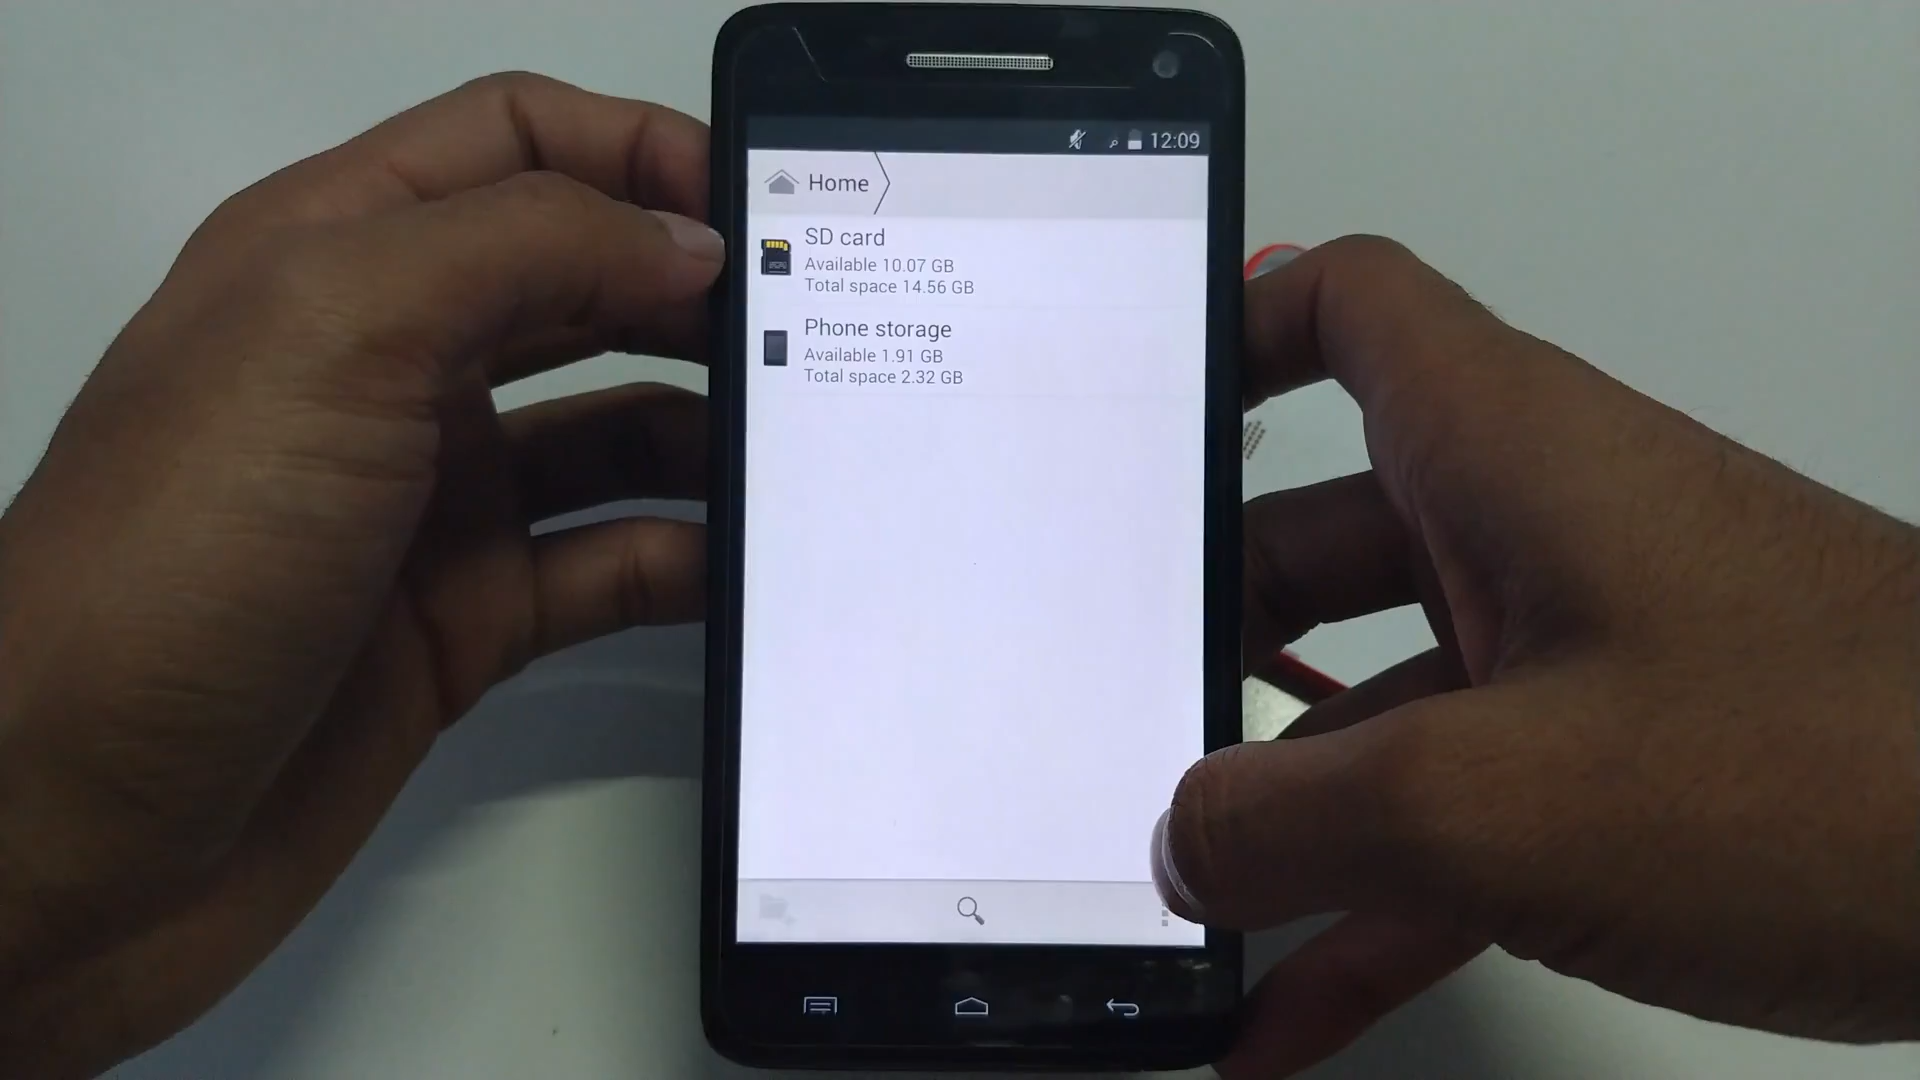 12:09
Home
SD card
Available 10.07 GB
Total space 14.56 GB
Phone storage
Available 1.91 GB
Total space 2.32 GB